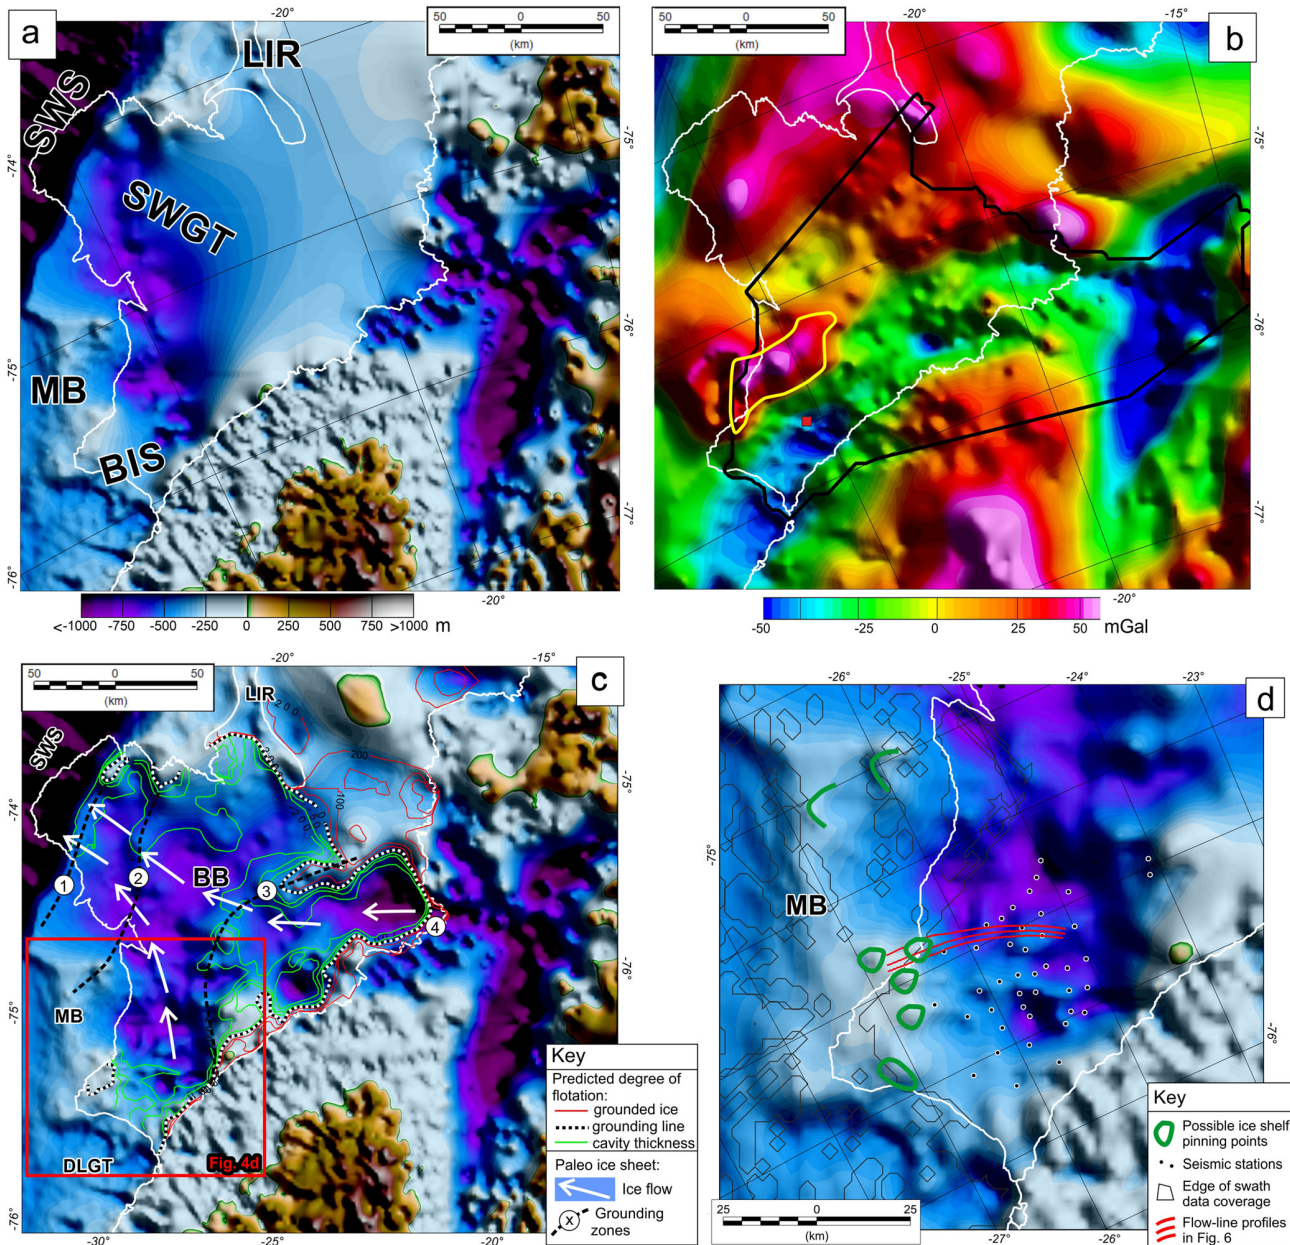 a
50 0 50
(km)
-20°
LIR
SWS
SWGT
MB
BIS
-74°
-75°
-76°
-75°
-76°
-77°
-20°
<-1000 -750 -500 -250 0 250 500 750 >1000 m
b
50 0 50
(km)
-20°
-15°
-75°
-76°
-77°
-20°
-50 -25 0 25 50 mGal
c
50 0 50
(km)
-20°
-15°
LIR
SWS
200
200
100
-74°
-75°
-75°
-76°
-76°
BB
1
2
3
4
MB
DLGT
Fig. 4d
-30°
-25°
-20°
Key
Predicted degree of
flotation:
grounded ice
grounding line
cavity thickness
Paleo ice sheet:
Ice flow
x
Grounding
zones
d
-26°
-25°
-24°
-23°
-75°
-76°
MB
25 0 25
(km)
-27°
-26°
Key
Possible ice shelf
pinning points
Seismic stations
Edge of swath
data coverage
Flow-line profiles
in Fig. 6